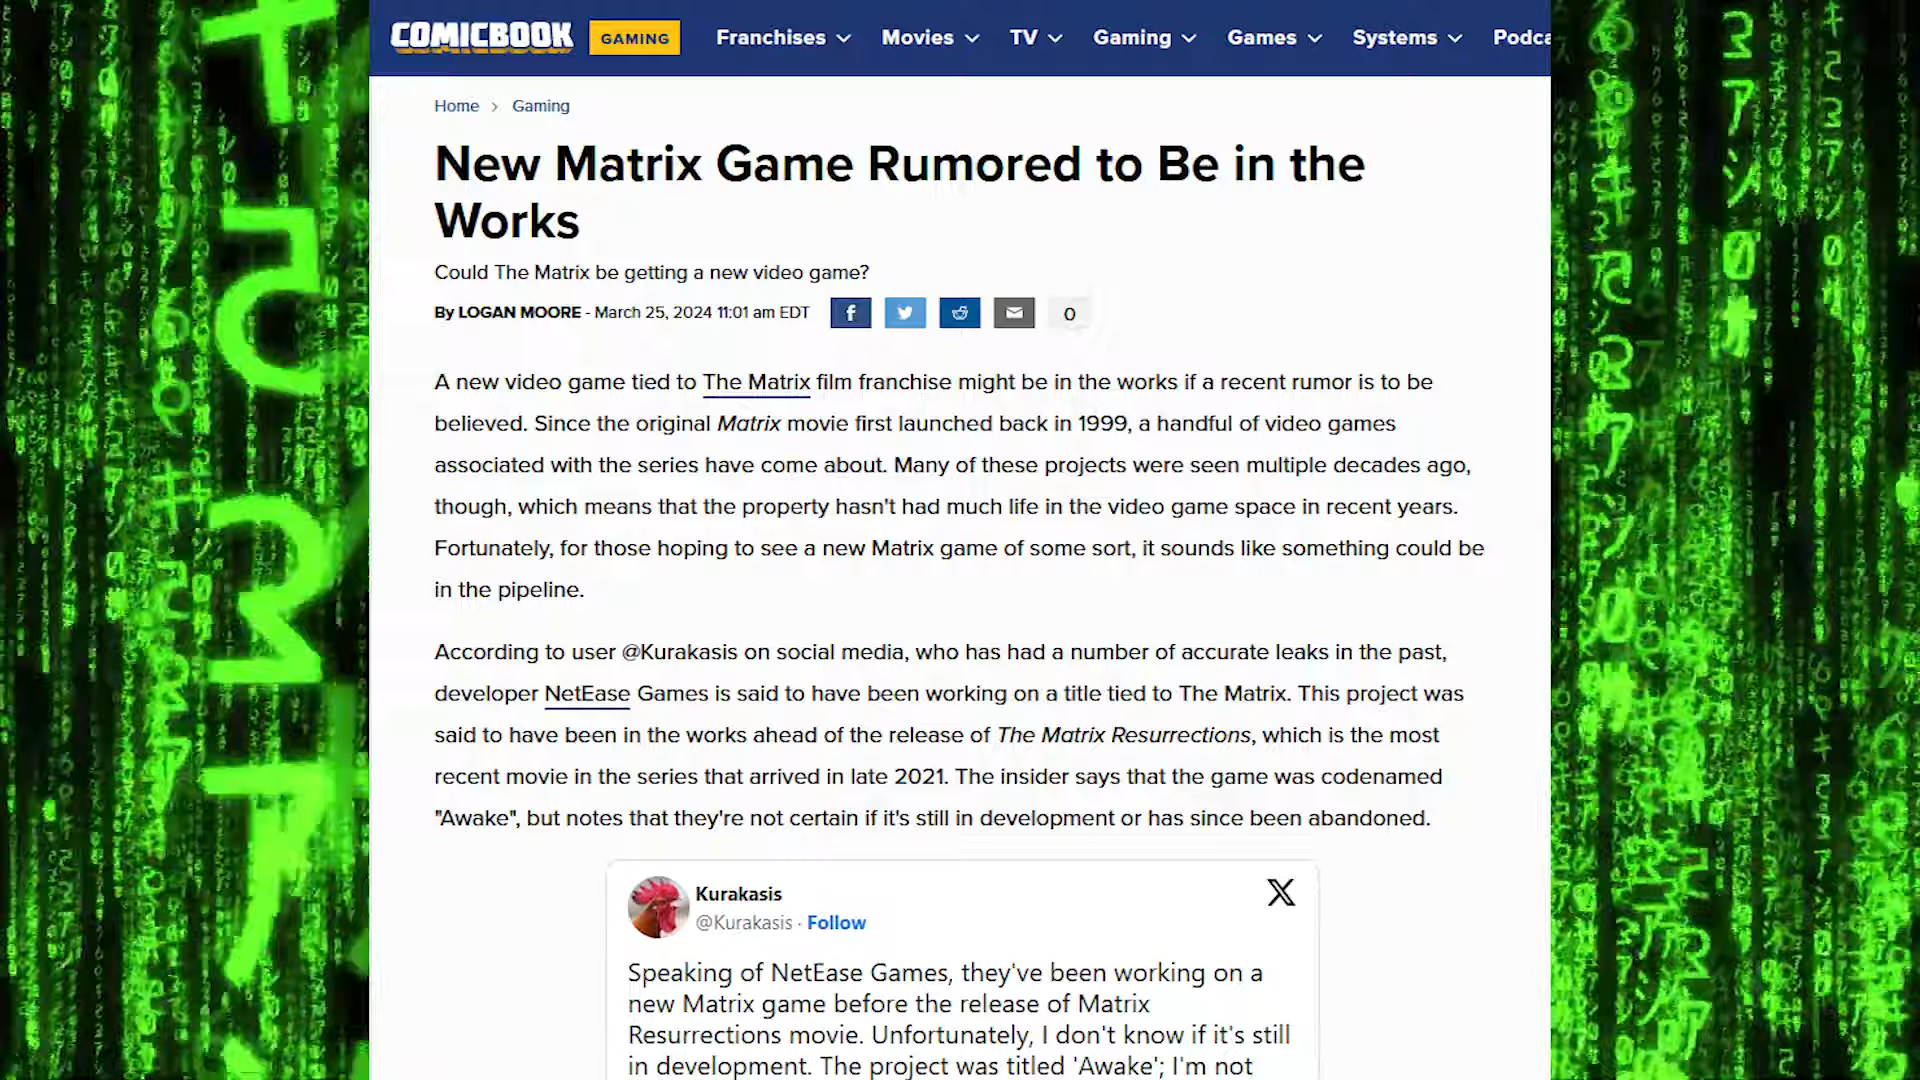 COMICBOOK GAMING Franchises Movies TV Gaming Games Systems Podca
Home > Gaming
New Matrix Game Rumored to Be in the
Works
Could The Matrix be getting a new video game?
By LOGAN MOORE - March 25, 2024 11:01 am EDT 0
A new video game tied to The Matrix film franchise might be in the works if a recent rumor is to be
believed. Since the original Matrix movie first launched back in 1999, a handful of video games
associated with the series have come about. Many of these projects were seen multiple decades ago,
though, which means that the property hasn't had much life in the video game space in recent years.
Fortunately, for those hoping to see a new Matrix game of some sort, it sounds like something could be
in the pipeline.
According to user @Kurakasis on social media, who has had a number of accurate leaks in the past,
developer NetEase Games is said to have been working on a title tied to The Matrix. This project was
said to have been in the works ahead of the release of The Matrix Resurrections, which is the most
recent movie in the series that arrived in late 2021. The insider says that the game was codenamed
"Awake", but notes that they're not certain if it's still in development or has since been abandoned.
Kurakasis
@Kurakasis · Follow
Speaking of NetEase Games, they've been working on a
new Matrix game before the release of Matrix
Resurrections movie. Unfortunately, I don't know if it's still
in development. The project was titled 'Awake'; I'm not